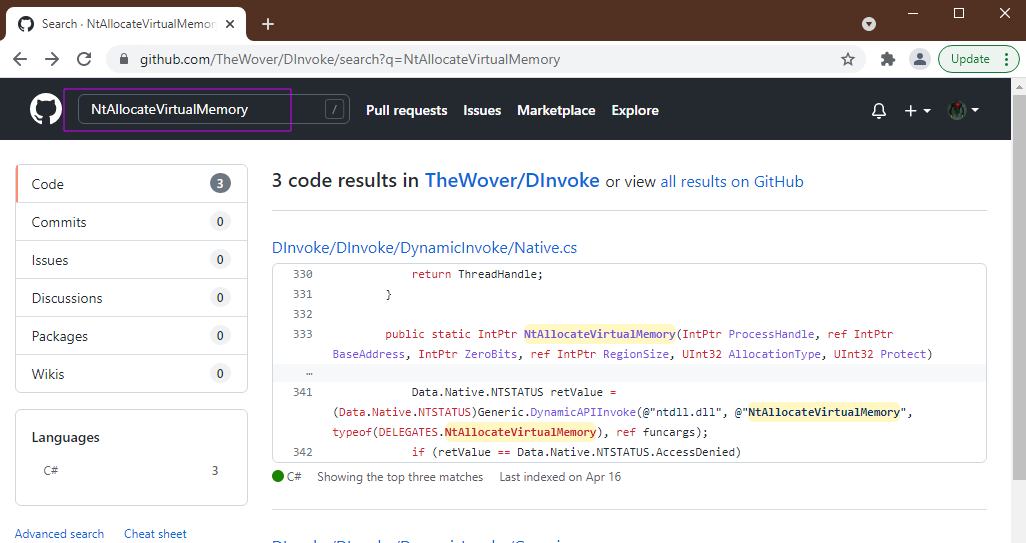 Search · NtAllocateVirtualMemor
github.com/TheWover/DInvoke/search?q=NtAllocateVirtualMemory
Update
NtAllocateVirtualMemory
/
Pull requests Issues Marketplace Explore
Code 3
Commits 0
Issues 0
Discussions 0
Packages 0
Wikis 0
Languages
C# 3
Advanced search Cheat sheet
3 code results in TheWover/DInvoke or view all results on GitHub
DInvoke/DInvoke/DynamicInvoke/Native.cs
330 return ThreadHandle;
331 }
332
333 public static IntPtr NtAllocateVirtualMemory(IntPtr ProcessHandle, ref IntPtr
BaseAddress, IntPtr ZeroBits, ref IntPtr RegionSize, UInt32 AllocationType, UInt32 Protect)
…
341 Data.Native.NTSTATUS retValue =
(Data.Native.NTSTATUS)Generic.DynamicAPIInvoke(@"ntdll.dll", @"NtAllocateVirtualMemory",
typeof(DELEGATES.NtAllocateVirtualMemory), ref funcargs);
342 if (retValue == Data.Native.NTSTATUS.AccessDenied)
C# Showing the top three matches Last indexed on Apr 16